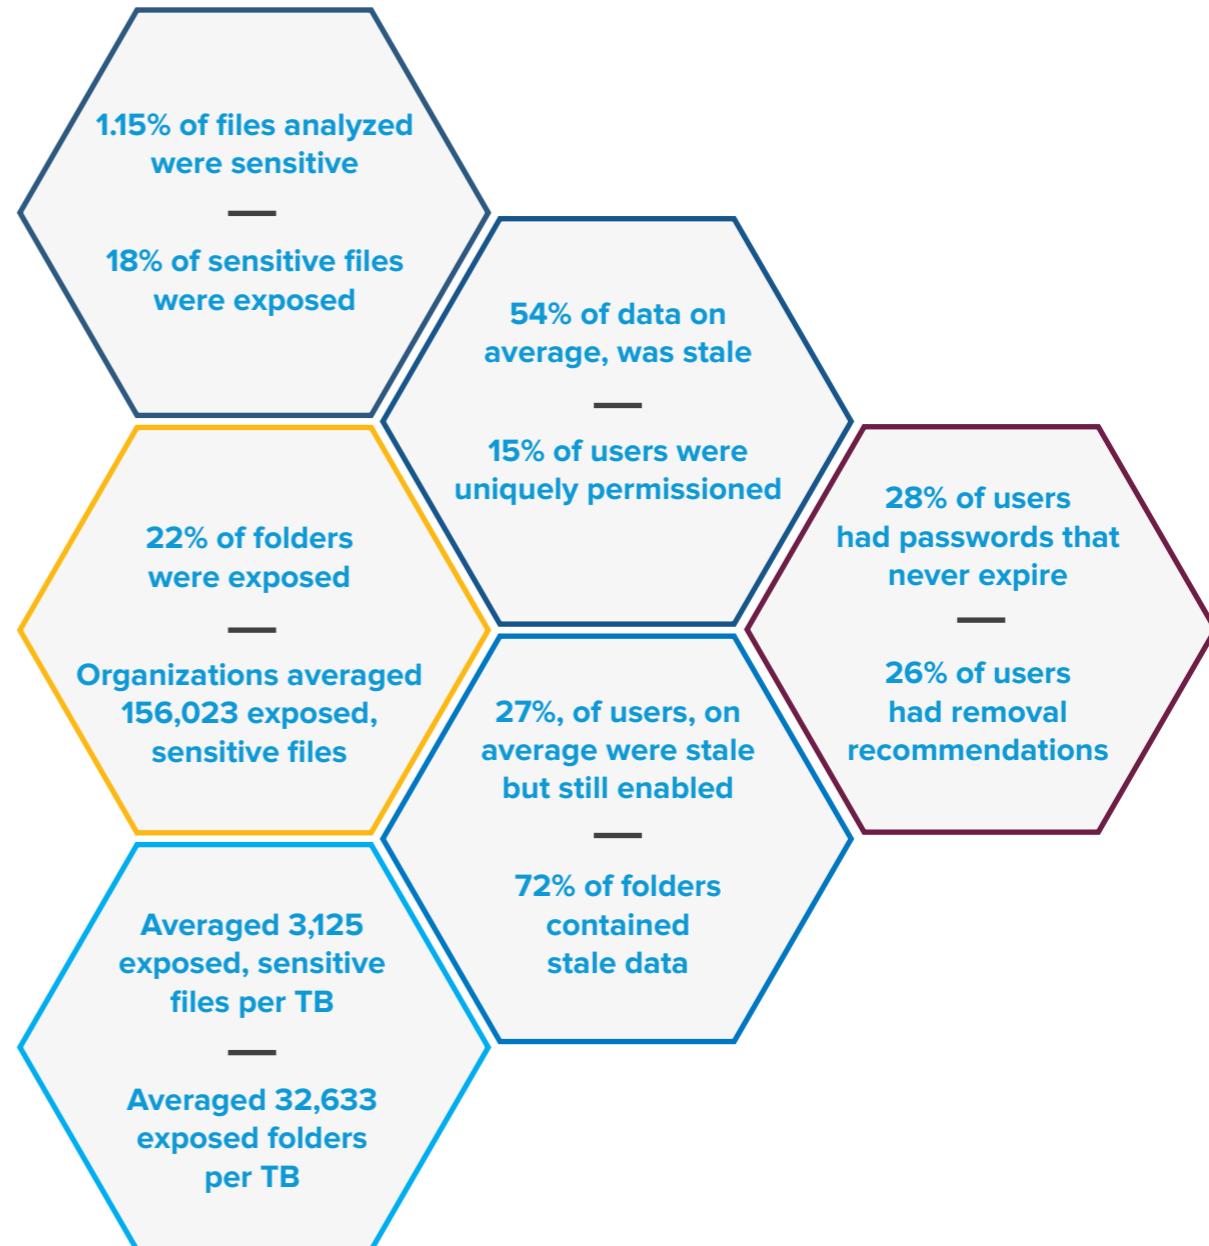 1.15% of files analyzed
were sensitive
18% of sensitive files
were exposed
54% of data on
average, was stale
15% of users were
uniquely permissioned
28% of users
had passwords that
never expire
26% of users
had removal
recommendations
22% of folders
were exposed
Organizations averaged
156,023 exposed,
sensitive files
27%, of users, on
average were stale
but still enabled
72% of folders
contained
stale data
Averaged 3,125
exposed, sensitive
files per TB
Averaged 32,633
exposed folders
per TB